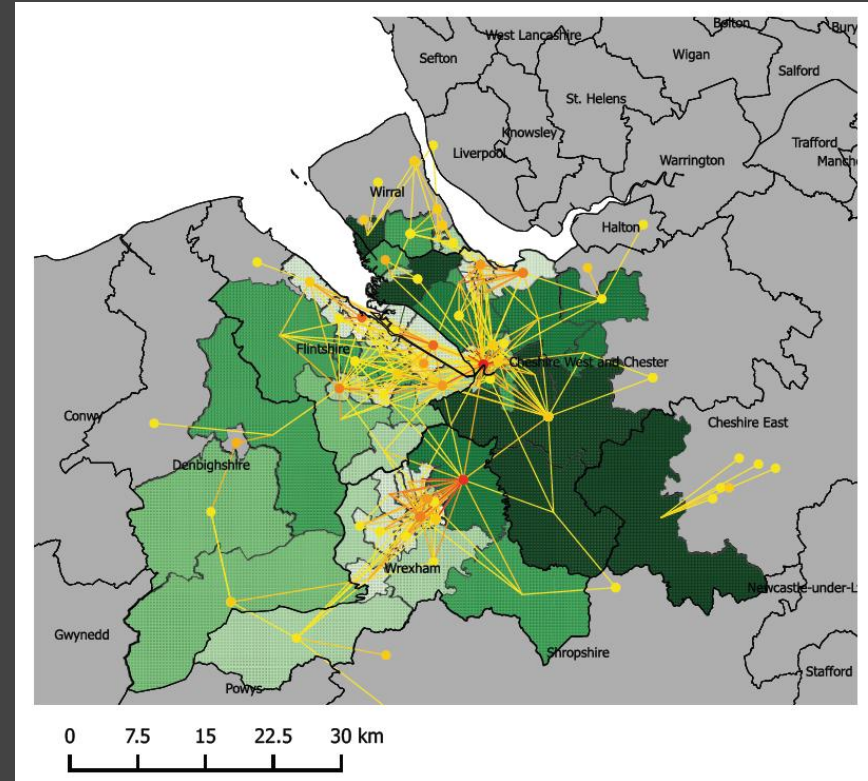 Bolton
Bury
West Lancashire
Sefton
Wigan
Salford
St. Helens
Knowsley
Trafford
Liverpool
Warrington
Manch
Wirral
Halton
Flintshire
Cheshire West and Chester
Conwy
Cheshire East
Denbighshire
Wrexham
Newcastle-under-L
Gwynedd
Shropshire
Stafford
Powys
0 7.5 15 22.5 30 km